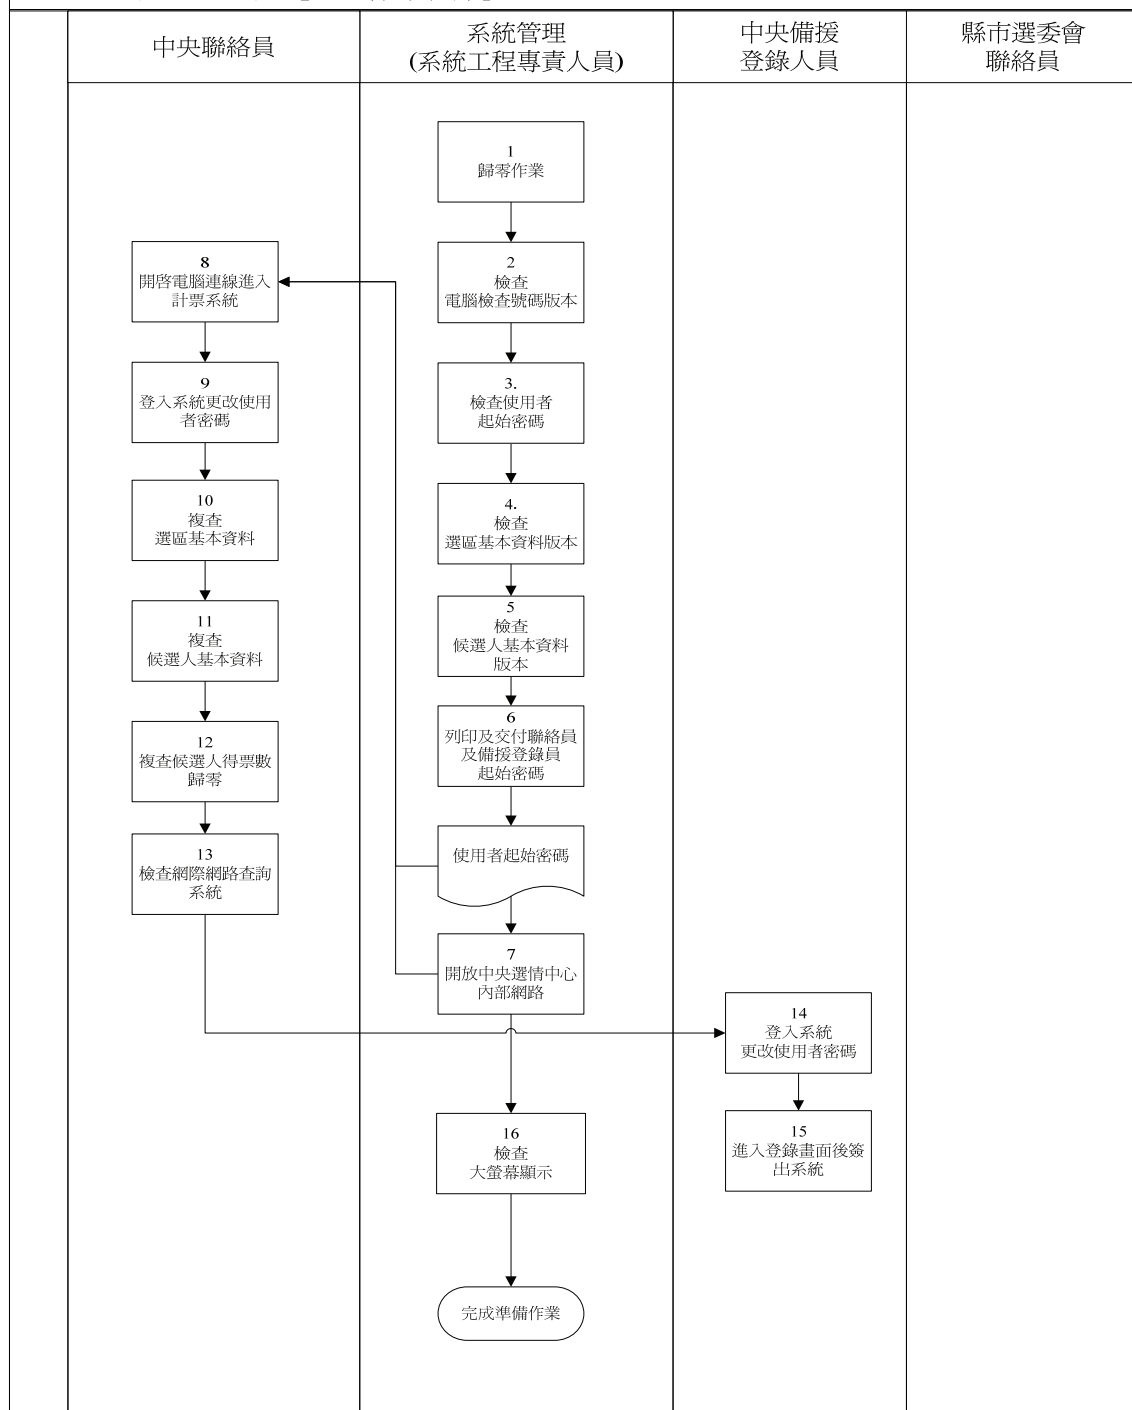 中央聯絡員
系統管理
(系統工程專責人員)
中央備援
登錄人員
縣市選委會
聯絡員
1
歸零作業
2
檢查
電腦檢查號碼版本
3.
檢查使用者
起始密碼
4.
檢查
選區基本資料版本
5
檢查
候選人基本資料
版本
6
列印及交付聯絡員
及備援登錄員
起始密碼
使用者起始密碼
7
開放中央選情中心
內部網路
8
開啓電腦連線進入
計票系統
9
登入系統更改使用
者密碼
10
複查
選區基本資料
11
複查
候選人基本資料
12
複查候選人得票數
歸零
13
檢查網際網路查詢
系統
14
登入系統
更改使用者密碼
15
進入登錄畫面後簽
出系統
16
檢查
大螢幕顯示
完成準備作業